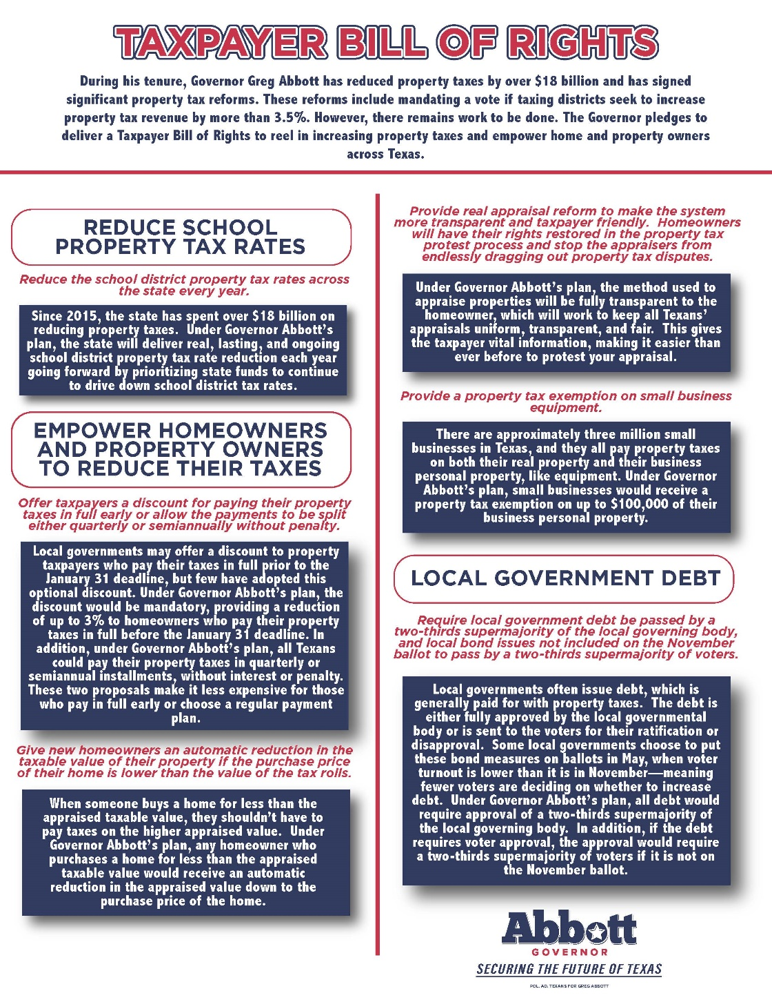 TAXPAYER BILL OF RIGHTS
During his tenure, Governor Greg Abbott has reduced property taxes by over $18 billion and has signed
significant property tax reforms. These reforms include mandating a vote if taxing districts seek to increase
property tax revenue by more than 3.5%. However, there remains work to be done. The Governor pledges to
deliver a Taxpayer Bill of Rights to reel in increasing property taxes and empower home and property owners
across Texas.
REDUCE SCHOOL
PROPERTY TAX RATES
Reduce the school district property tax rates across
the state every year.
Since 2015, the state has spent over $18 billion on
reducing property taxes. Under Governor Abbott's
plan, the state will deliver real, lasting, and ongoing
school district property tax rate reduction each year
going forward by prioritizing state funds to continue
to drive down school district tax rates.
EMPOWER HOMEOWNERS
AND PROPERTY OWNERS
TO REDUCE THEIR TAXES
Offer taxpayers a discount for paying their property
taxes in full early or allow the payments to be split
either quarterly or semiannually without penalty.
Local governments may offer a discount to property
taxpayers who pay their taxes in full prior to the
January 31 deadline, but few have adopted this
optional discount. Under Governor Abbott's plan, the
discount would be mandatory, providing a reduction
of up to 3% to homeowners who pay their property
taxes in full before the January 31 deadline. In
addition, under Governor Abbott's plan, all Texans
could pay their property taxes in quarterly or
semiannual installments, without interest or penalty.
These two proposals make it less expensive for those
who pay in full early or choose a regular payment
plan.
Give new homeowners an automatic reduction in the
taxable value of their property if the purchase price
of their home is lower than the value of the tax rolls.
When someone buys a home for less than the
appraised taxable value, they shouldn't have to
pay taxes on the higher appraised value. Under
Governor Abbott's plan, any homeowner who
purchases a home for less than the appraised
taxable value would receive an automatic
reduction in the appraised value down to the
purchase price of the home.
Provide real appraisal reform to make the system
more transparent and taxpayer friendly. Homeowners
will have their rights restored in the property tax
protest process and stop the appraisers from
endlessly dragging out property tax disputes.
Under Governor Abbott's plan, the method used to
appraise properties will be fully transparent to the
homeowner, which will work to keep all Texans'
appraisals uniform, transparent, and fair. This gives
the taxpayer vital information, making it easier than
ever before to protest your appraisal.
Provide a property tax exemption on small business
equipment.
There are approximately three million small
businesses in Texas, and they all pay property taxes
on both their real property and their business
personal property, like equipment. Under Governor
Abbott's plan, small businesses would receive a
property tax exemption on up to $100,000 of their
business personal property.
LOCAL GOVERNMENT DEBT
Require local government debt be passed by a
two-thirds supermajority of the local governing body,
and local bond issues not included on the November
ballot to pass by a two-thirds supermajority of voters.
Local governments often issue debt, which is
generally paid for with property taxes. The debt is
either fully approved by the local governmental
body or is sent to the voters for their ratification or
disapproval. Some local governments choose to put
these bond measures on ballots in May, when voter
turnout is lower than it is in November—meaning
fewer voters are deciding on whether to increase
debt. Under Governor Abbott's plan, all debt would
require approval of a two-thirds supermajority of
the local governing body. In addition, if the debt
requires voter approval, the approval would require
a two-thirds supermajority of voters if it is not on
the November ballot.
Abbott
GOVERNOR
SECURING THE FUTURE OF TEXAS
POL. AD. TEXANS FOR GREG ABBOTT